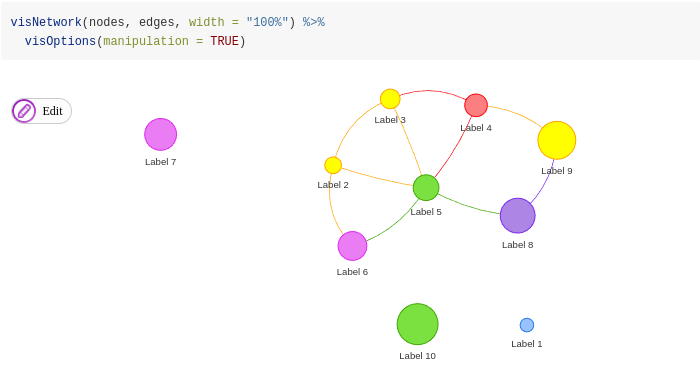 visNetwork(nodes, edges, width = "100%") %>%
  visOptions(manipulation = TRUE)
Edit
Label 3
Label 4
Label 7
Label 9
Label 2
Label 5
Label 8
Label 6
Label 1
Label 10